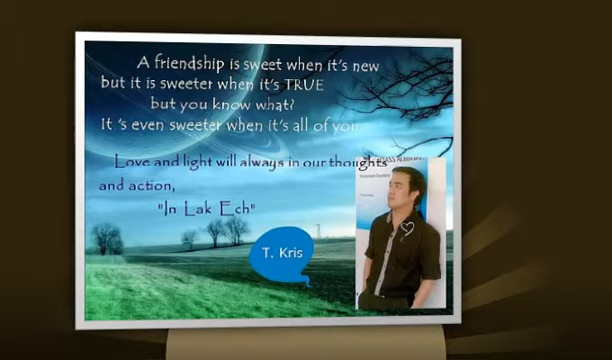 A friendship is sweet when it's new
but it is sweeter when it's TRUE
but you know what?
It 's even sweeter when it's all of you
Love and light will always in our thoughts
and action,
"In Lak Ech"
T. Kris